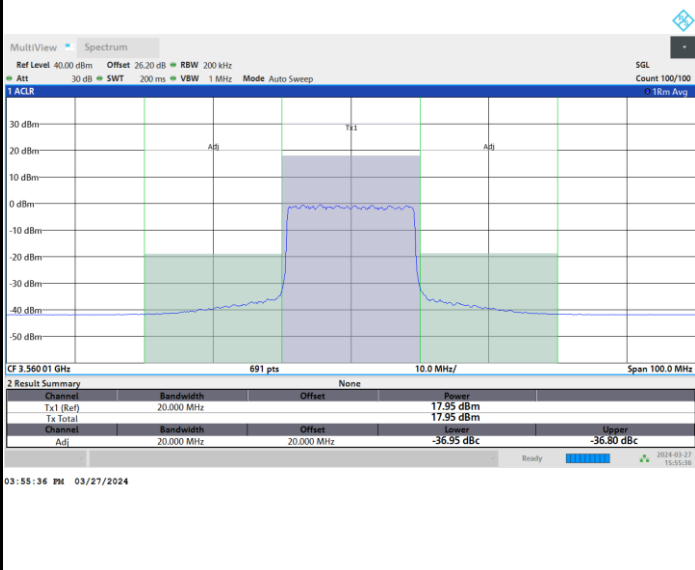 MultiView Spectrum
Ref Level 40.00 dBm Offset 26.20 dB RBW 200 kHz SGL
Att 30 dB SWT 200 ms VBW 1 MHz Mode Auto Sweep Count 100/100
1 ACLR 1Rm Avg
Tx1
Adj Adj
30 dBm
20 dBm
10 dBm
0 dBm
-10 dBm
-20 dBm
-30 dBm
-40 dBm
-50 dBm
CF 3.560 01 GHz 691 pts 10.0 MHz/ Span 100.0 MHz
2 Result Summary None
Channel Bandwidth Offset Power
Tx1 (Ref) 20.000 MHz 17.95 dBm
Tx Total 17.95 dBm
Channel Bandwidth Offset Lower Upper
Adj 20.000 MHz 20.000 MHz -36.95 dBc -36.80 dBc
Ready 2024-03-27
15:55:36
03:55:36 PM 03/27/2024